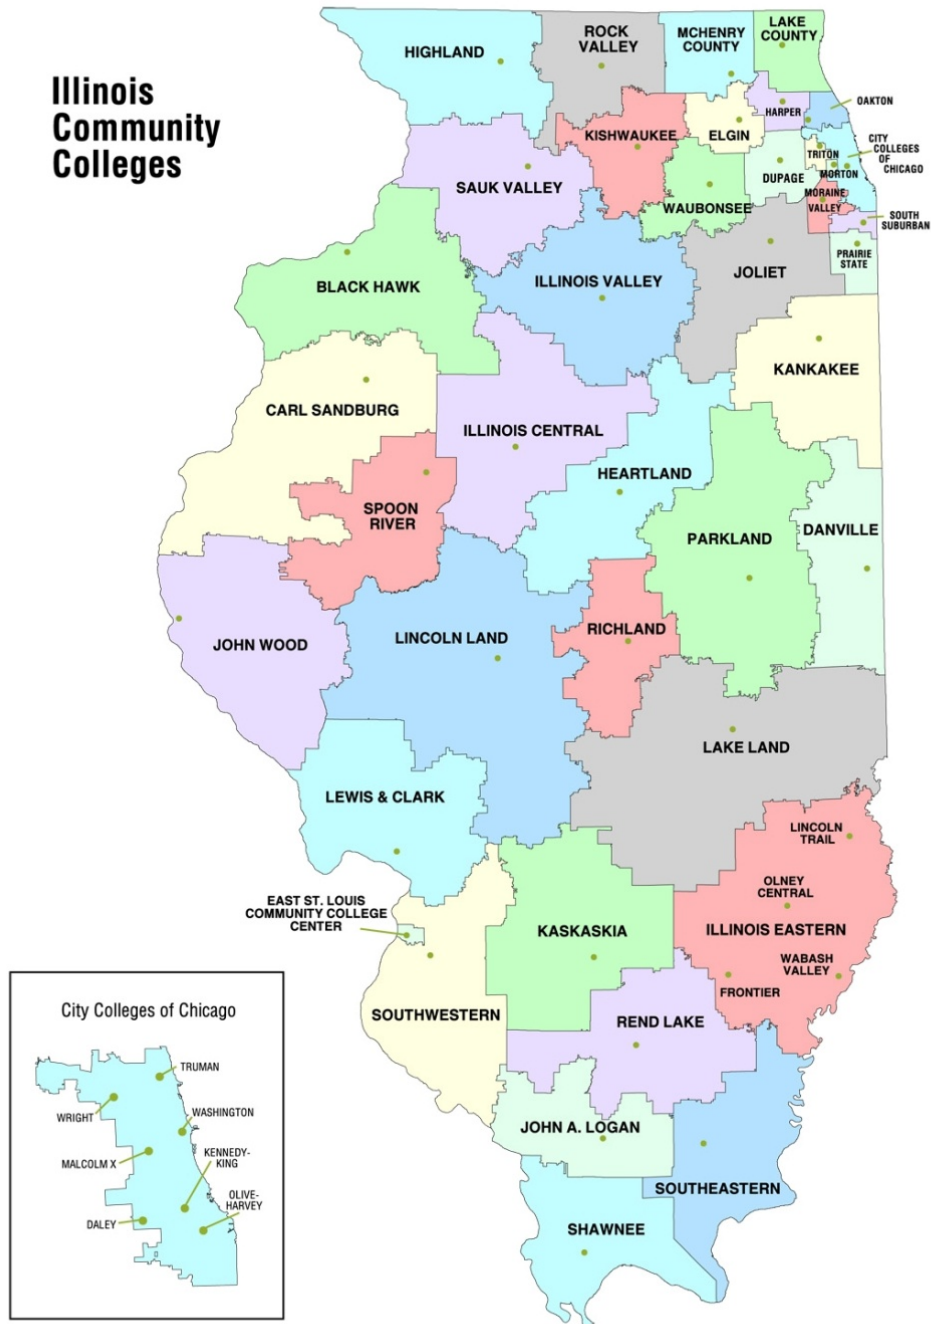 Illinois
Community
Colleges
HIGHLAND
ROCK
VALLEY
MCHENRY
COUNTY
LAKE
COUNTY
HARPER
OAKTON
KISHWAUKEE
ELGIN
CITY
COLLEGES
OF
CHICAGO
TRITON
MORTON
DUPAGE
SAUK VALLEY
MORAINE
VALLEY
WAUBONSEE
SOUTH
SUBURBAN
PRAIRIE
STATE
BLACK HAWK
ILLINOIS VALLEY
JOLIET
KANKAKEE
CARL SANDBURG
ILLINOIS CENTRAL
HEARTLAND
SPOON
RIVER
PARKLAND
DANVILLE
JOHN WOOD
LINCOLN LAND
RICHLAND
LAKE LAND
LEWIS & CLARK
LINCOLN
TRAIL
OLNEY
CENTRAL
EAST ST. LOUIS
COMMUNITY COLLEGE
CENTER
KASKASKIA
ILLINOIS EASTERN
WABASH
VALLEY
FRONTIER
SOUTHWESTERN
REND LAKE
JOHN A. LOGAN
SOUTHEASTERN
SHAWNEE
City Colleges of Chicago
TRUMAN
WRIGHT
WASHINGTON
MALCOLM X
KENNEDY-
KING
OLIVE-
HARVEY
DALEY